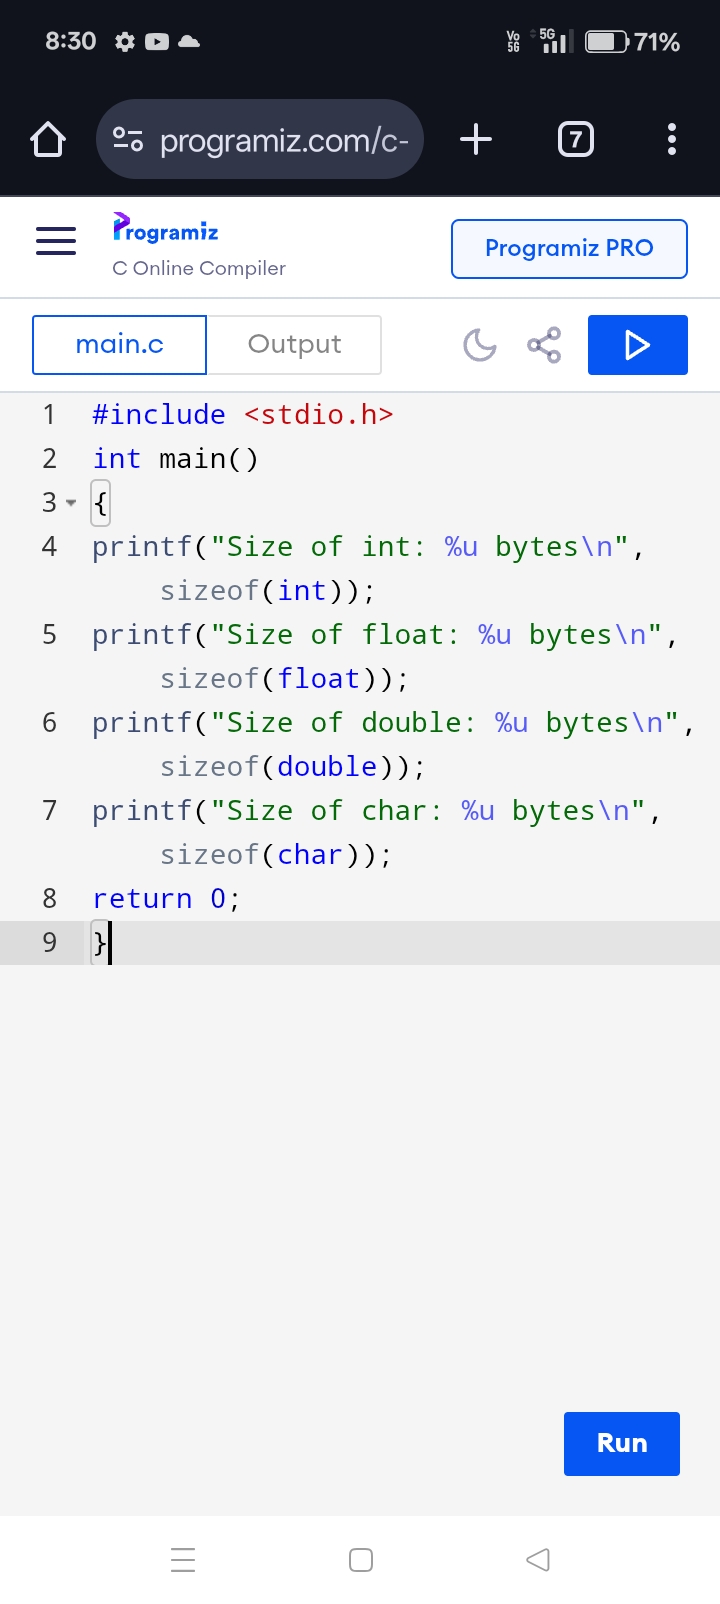 8:30 Vo 5G 5G 71%
programiz.com/c- 7
Programiz
C Online Compiler
Programiz PRO
main.c Output
1 #include <stdio.h>
2 int main()
3 {
4 printf("Size of int: %u bytes\n",
sizeof(int));
5 printf("Size of float: %u bytes\n",
sizeof(float));
6 printf("Size of double: %u bytes\n",
sizeof(double));
7 printf("Size of char: %u bytes\n",
sizeof(char));
8 return 0;
9 }
Run